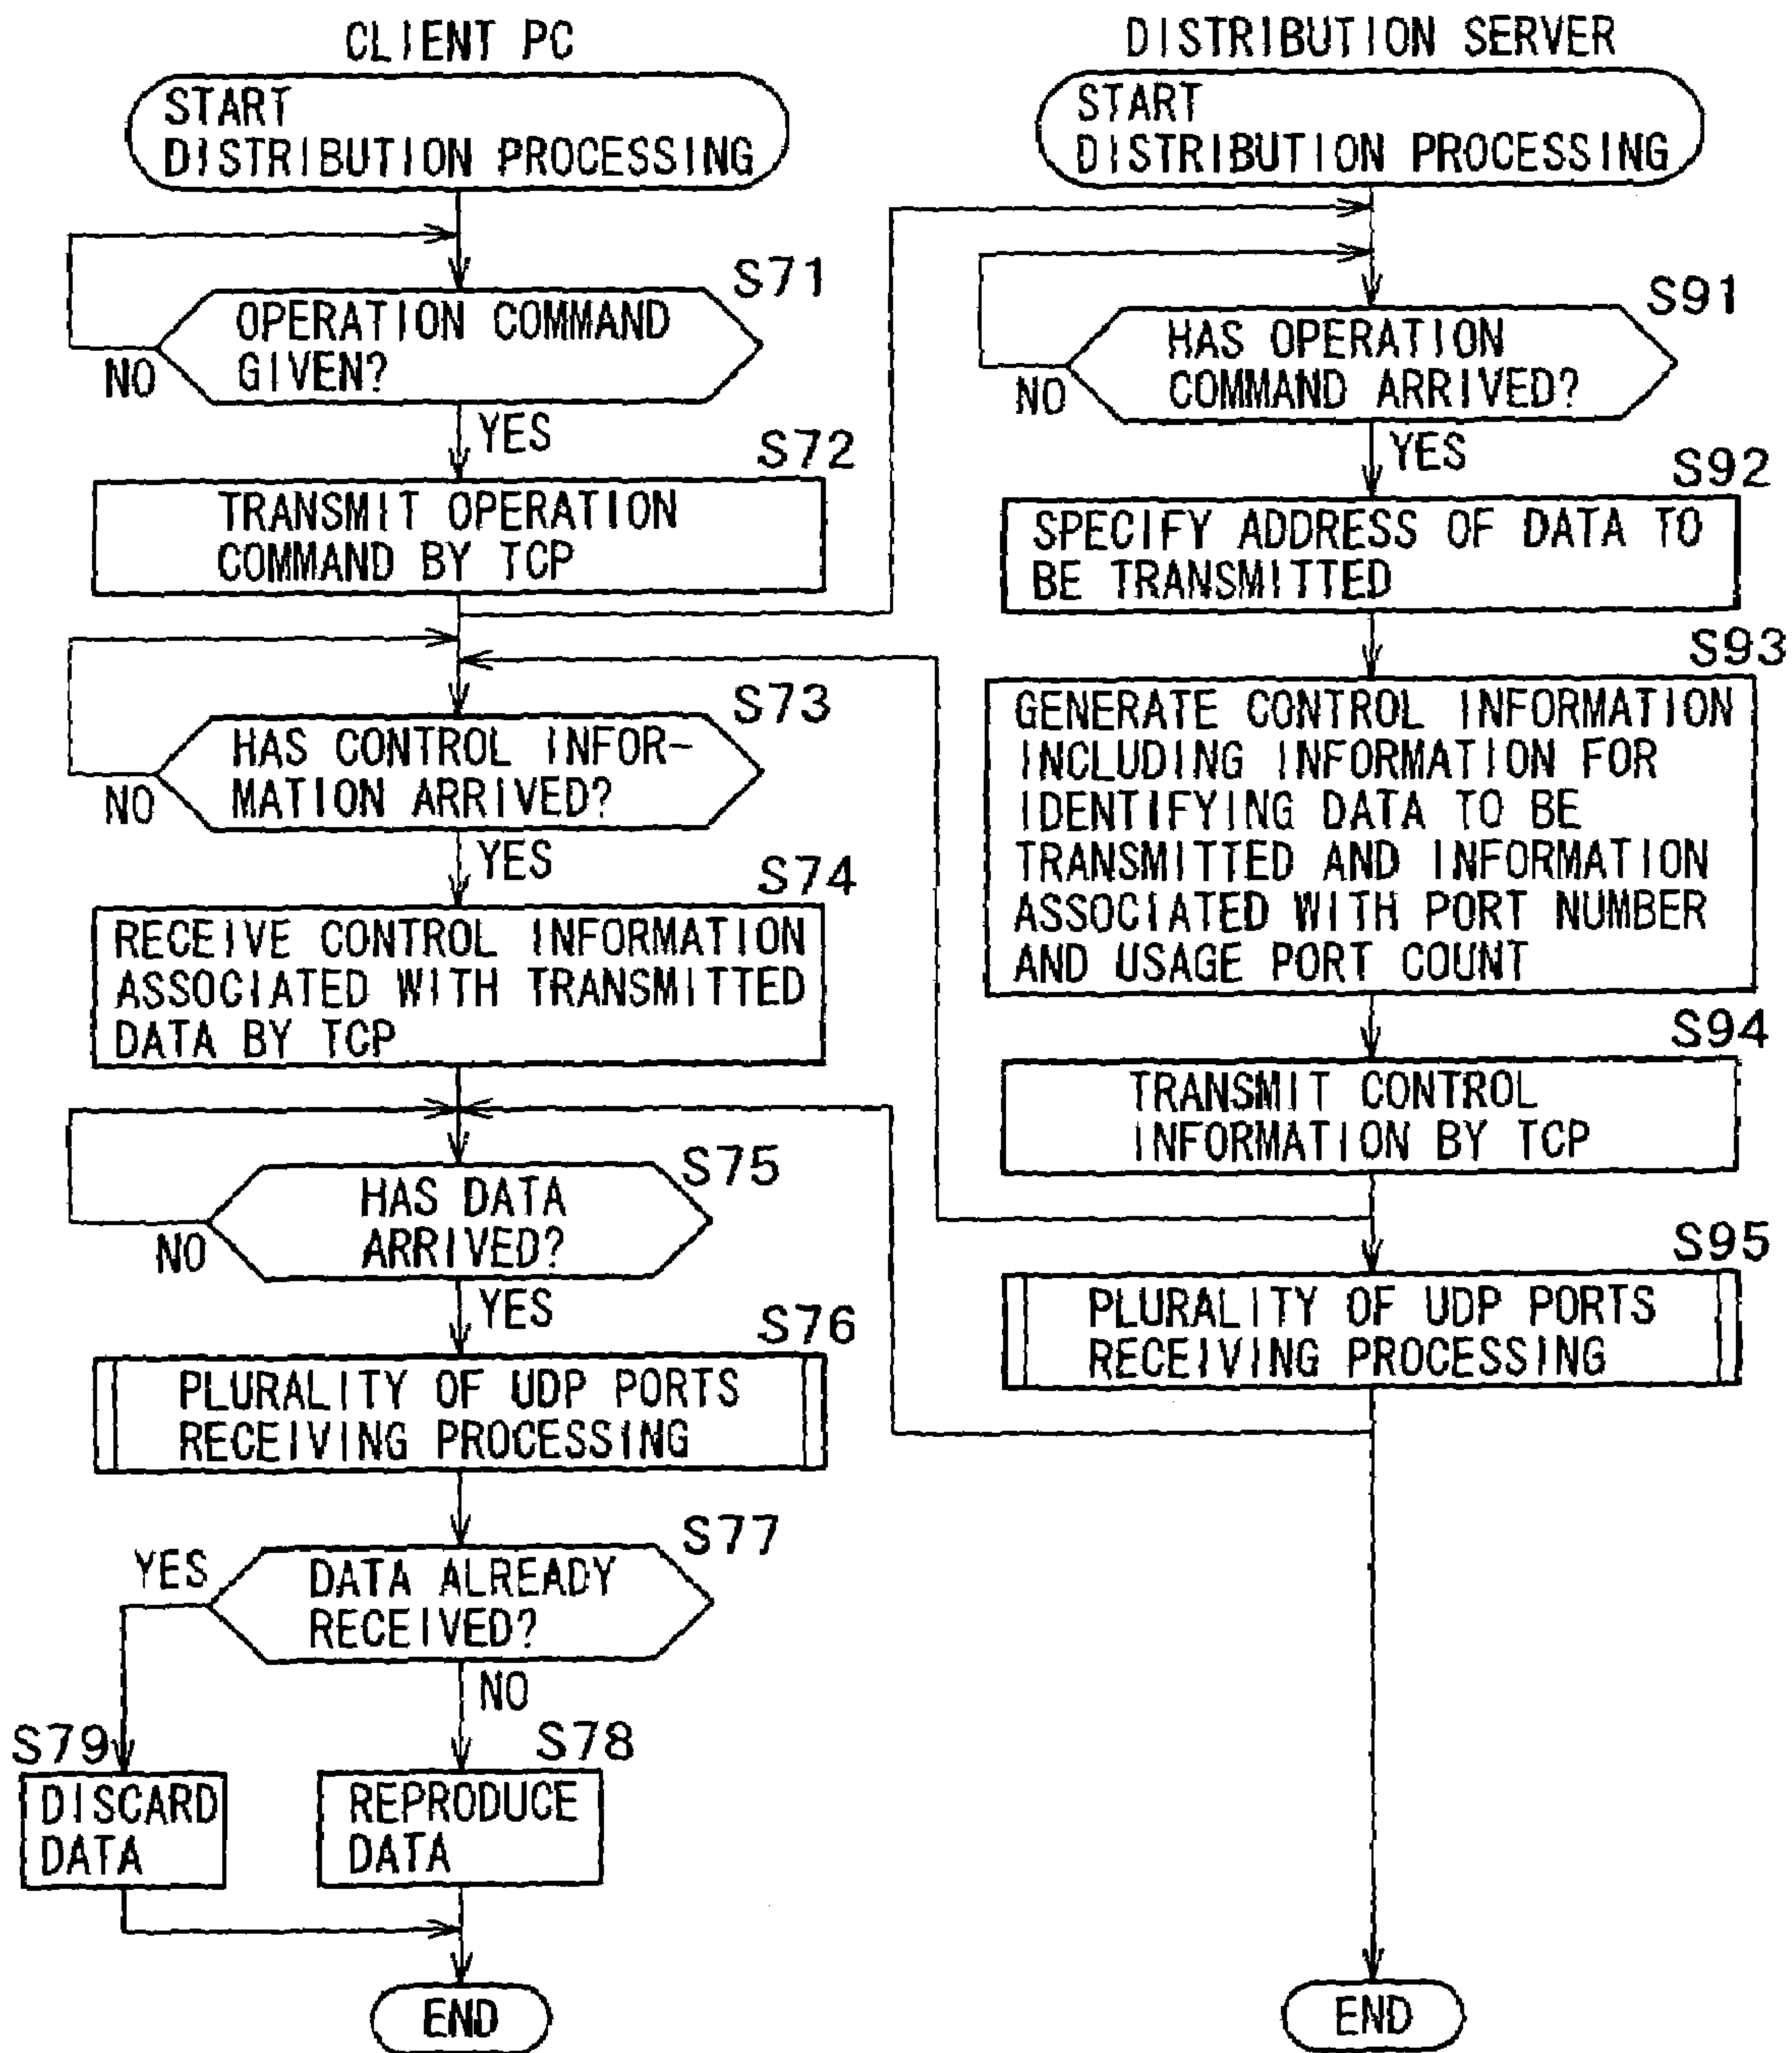 CLIENT PC
START
DISTRIBUTION PROCESSING
S71
OPERATION COMMAND
GIVEN?
NO
YES
S72
TRANSMIT OPERATION
COMMAND BY TCP
S73
HAS CONTROL INFOR-
MATION ARRIVED?
NO
YES
S74
RECEIVE CONTROL INFORMATION
ASSOCIATED WITH TRANSMITTED
DATA BY TCP
S75
HAS DATA
ARRIVED?
NO
YES
S76
PLURALITY OF UDP PORTS
RECEIVING PROCESSING
S77
YES
DATA ALREADY
RECEIVED?
NO
S79
DISCARD
DATA
S78
REPRODUCE
DATA
END
DISTRIBUTION SERVER
START
DISTRIBUTION PROCESSING
S91
HAS OPERATION
COMMAND ARRIVED?
NO
YES
S92
SPECIFY ADDRESS OF DATA TO
BE TRANSMITTED
S93
GENERATE CONTROL INFORMATION
INCLUDING INFORMATION FOR
IDENTIFYING DATA TO BE
TRANSMITTED AND INFORMATION
ASSOCIATED WITH PORT NUMBER
AND USAGE PORT COUNT
S94
TRANSMIT CONTROL
INFORMATION BY TCP
S95
PLURALITY OF UDP PORTS
RECEIVING PROCESSING
END